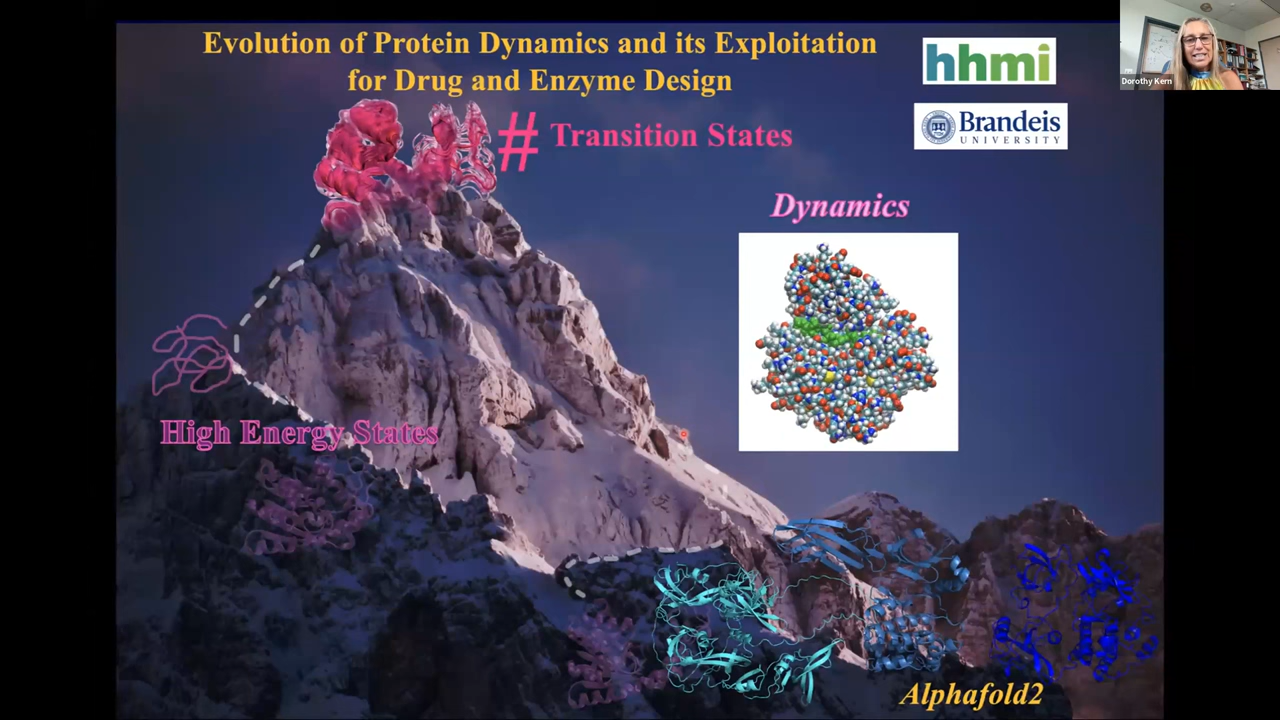 Evolution of Protein Dynamics and its Exploitation
for Drug and Enzyme Design
hhmi
Dorothy Kern
Brandeis
UNIVERSITY
# Transition States
Dynamics
High Energy States
Alphafold2